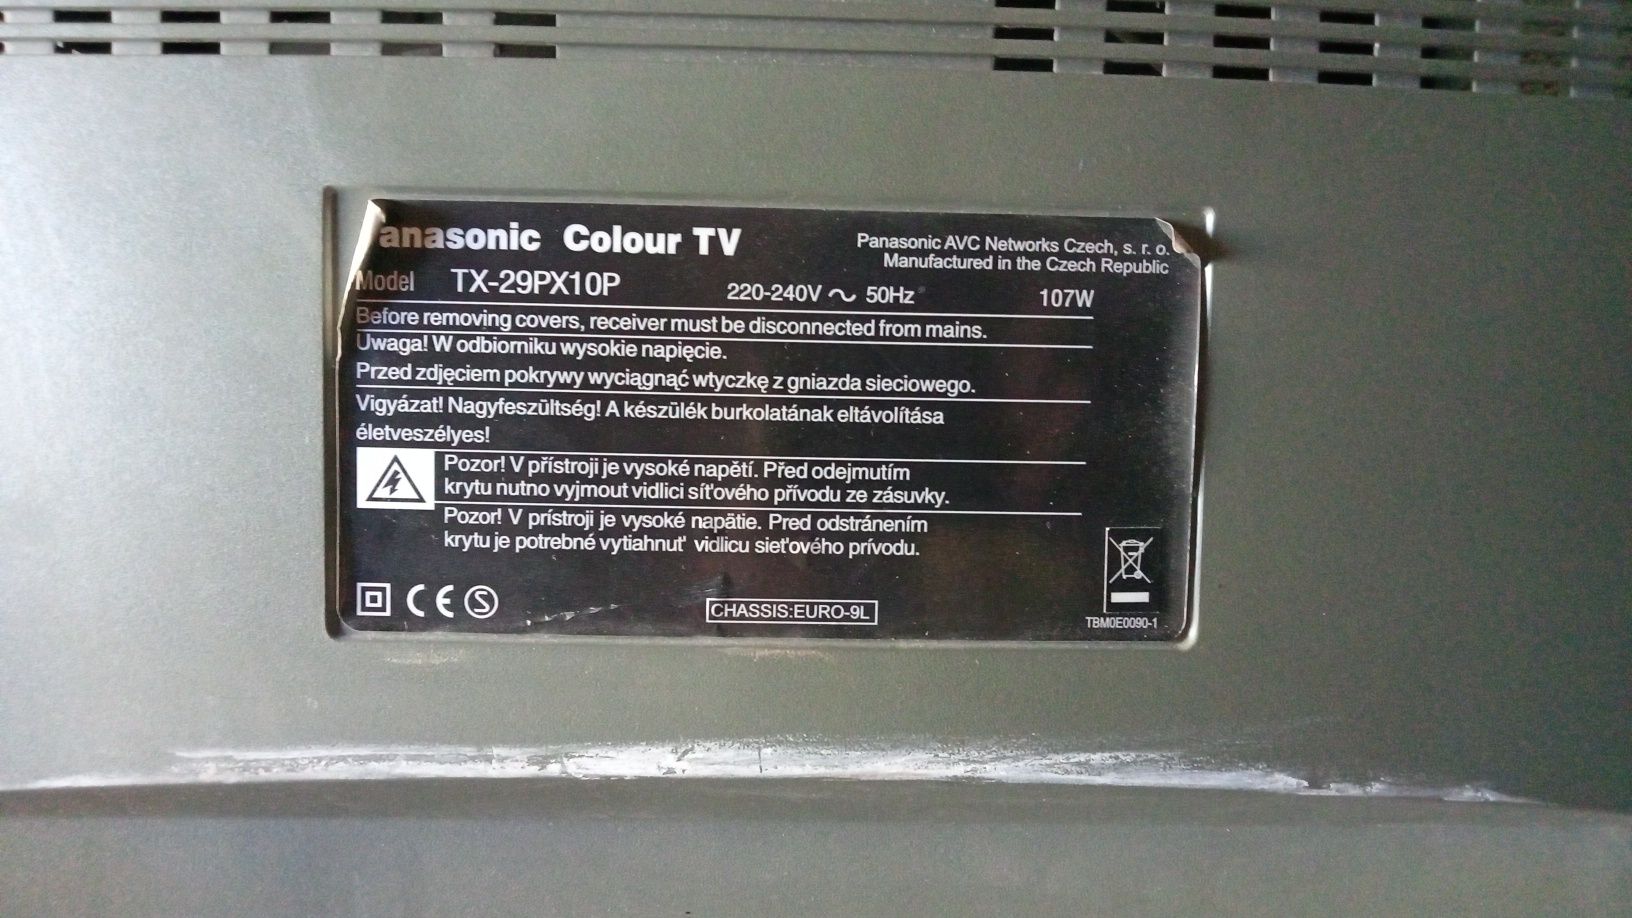 Panasonic Colour TV
Panasonic AVC Networks Czech, s. r. o.
Manufactured in the Czech Republic
Model TX-29PX10P 220-240V ~ 50Hz 107W
Before removing covers, receiver must be disconnected from mains.
Uwaga! W odbiorniku wysokie napięcie.
Przed zdjęciem pokrywy wyciągnąć wtyczkę z gniazda sieciowego.
Vigyázat! Nagyfeszültség! A készülék burkolatának eltávolítása
életveszélyes!
Pozor! V přístroji je vysoké napětí. Před odejmutím
krytu nutno vyjmout vidlici síťového přívodu ze zásuvky.
Pozor! V prístroji je vysoké napätie. Pred odstránením
krytu je potrebné vytiahnuť vidlicu sieťového prívodu.
CE S
CHASSIS:EURO-9L
TBM0E0090-1